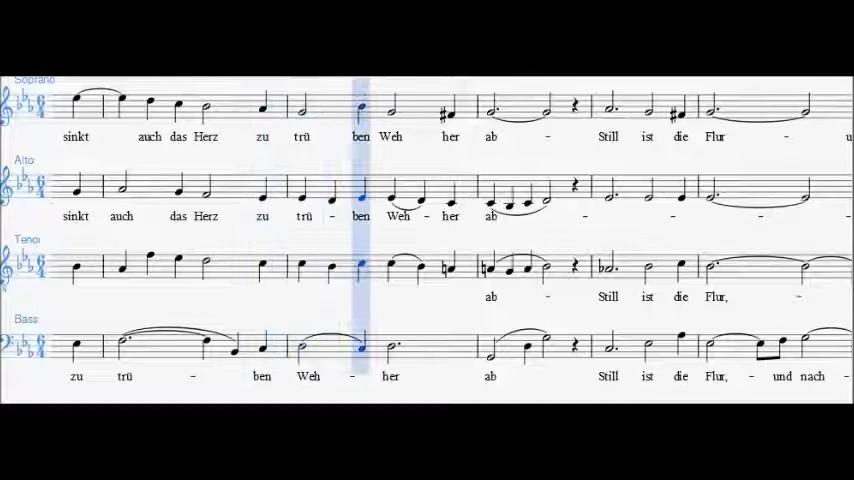 Soprano
sinkt auch das Herz zu trü ben Weh her ab - Still ist die Flur - u
Alto
sinkt auch das Herz zu trü - ben Weh - her ab - - - - -
Tenor
ab - Still ist die Flur, -
Bass
zu trü - ben Weh - her ab - Still ist die Flur, - und nach -